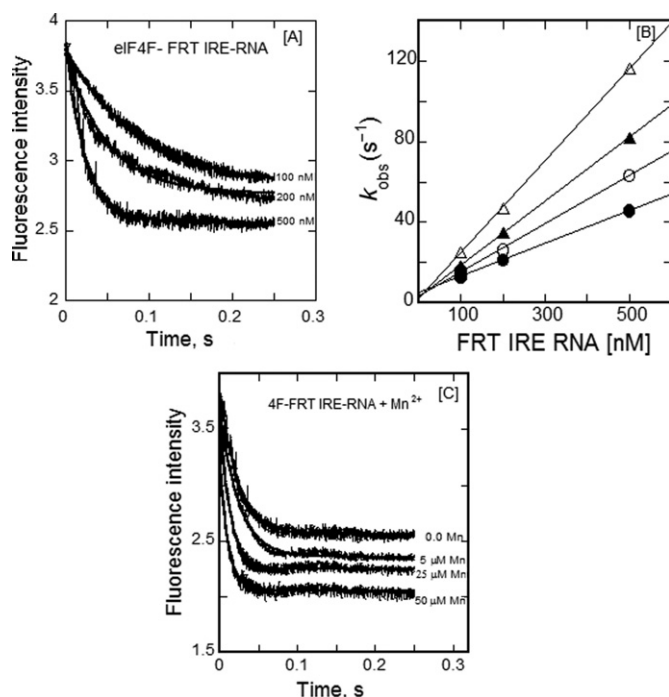 [A]
eIF4F- FRT IRE-RNA
Fluorescence intensity
4
3.5
3
2.5
2
100 nM
200 nM
500 nM
0 0.1 0.2 0.3
Time, s
[B]
kobs (s⁻¹)
120
80
40
0
100 300 500
FRT IRE RNA [nM]
[C]
4F-FRT IRE-RNA + Mn²⁺
Fluorescence intensity
3.5
2.5
1.5
0.0 Mn
5 μM Mn
25 μM Mn
50 μM Mn
0 0.1 0.2 0.3
Time, s